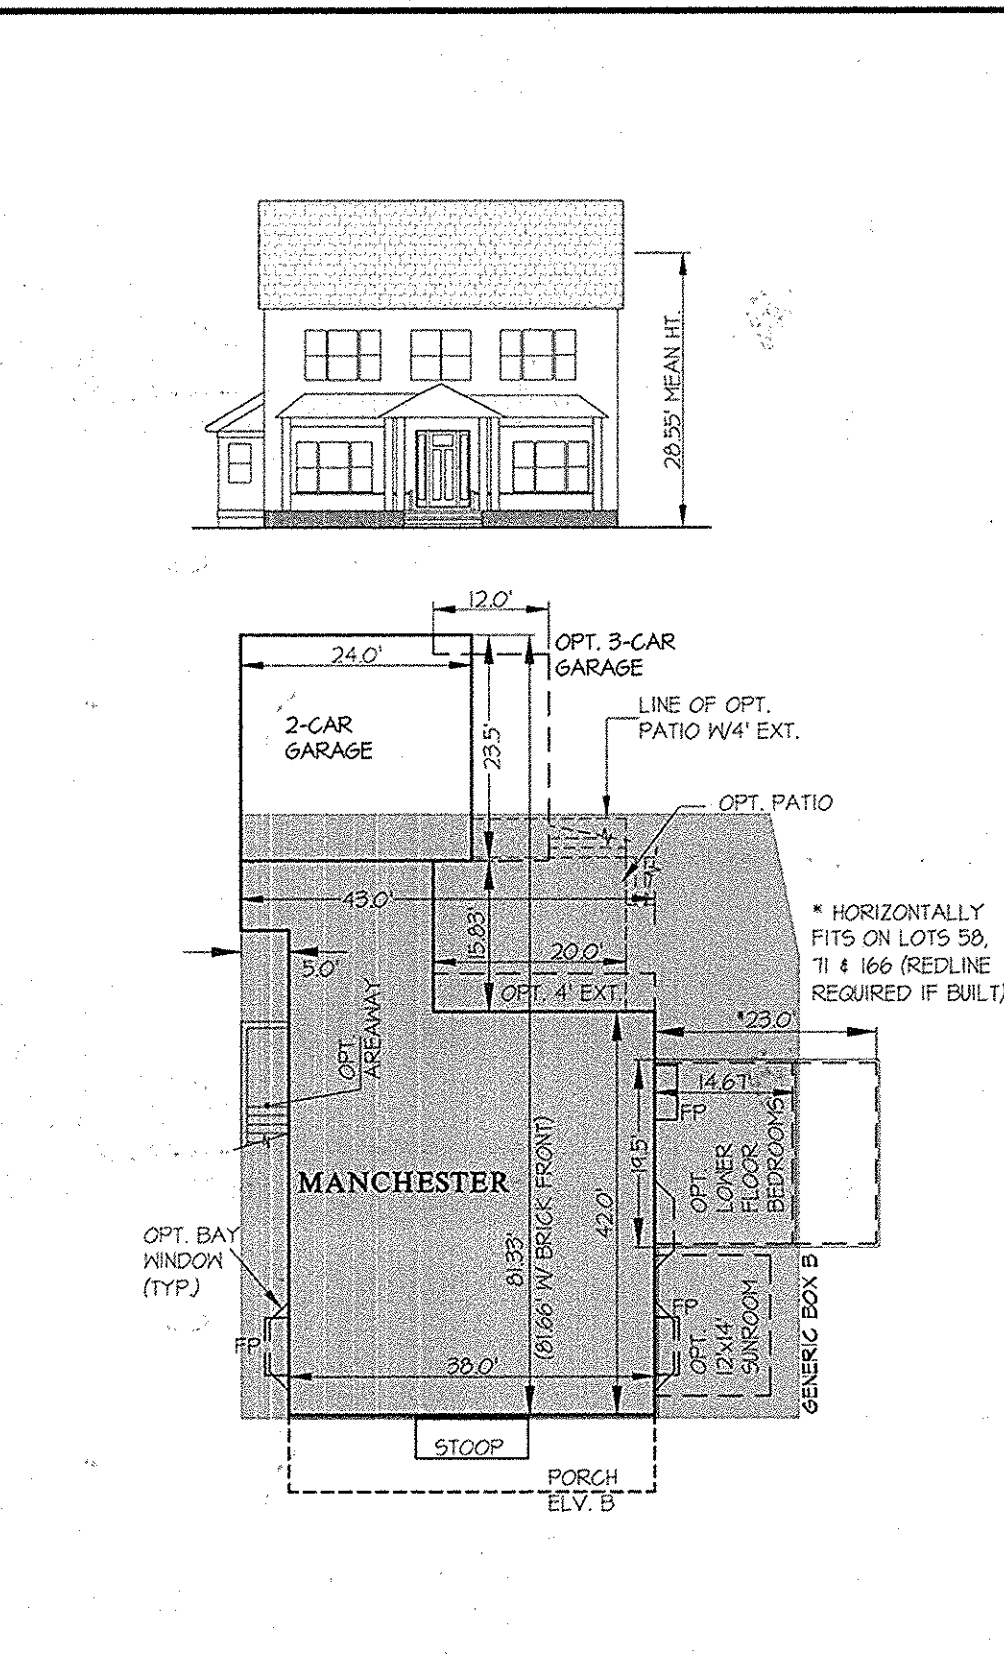 28.55' MEAN HT.
12.0'
OPT. 3-CAR
GARAGE
24.0'
LINE OF OPT.
PATIO W/4' EXT.
2-CAR
GARAGE
23.5'
OPT. PATIO
43.0'
* HORIZONTALLY
FITS ON LOTS 58,
71 & 166 (REDLINE
REQUIRED IF BUILT)
15.83'
20.0'
5.0'
OPT. 4' EXT.
*23.0'
OPT.
AREAWAY
14.67'
FP
19.5'
OPT.
LOWER
FLOOR
BEDROOMS
MANCHESTER
81.33'
(81.66' W/ BRICK FRONT)
42.0'
OPT. BAY
WINDOW
(TYP.)
FP
FP
OPT.
12'x14'
SUNROOM
GENERIC BOX B
38.0'
STOOP
PORCH
ELV. B